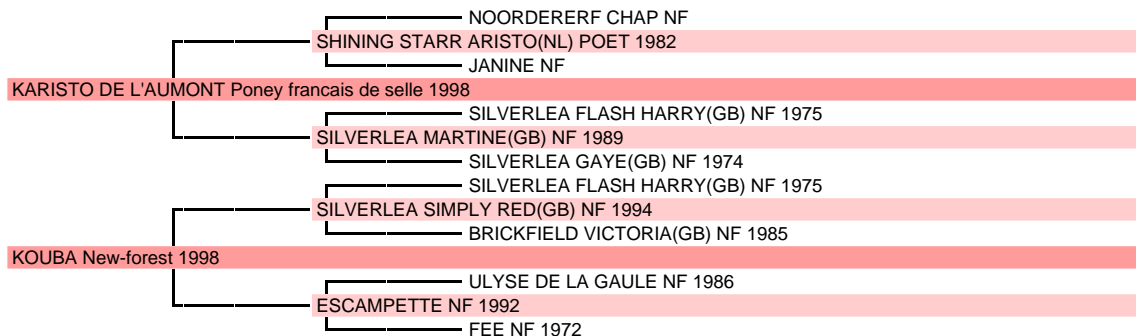 NOORDERERF CHAP NF
SHINING STARR ARISTO(NL) POET 1982
JANINE NF
KARISTO DE L'AUMONT Poney francais de selle 1998
SILVERLEA FLASH HARRY(GB) NF 1975
SILVERLEA MARTINE(GB) NF 1989
SILVERLEA GAYE(GB) NF 1974
SILVERLEA FLASH HARRY(GB) NF 1975
SILVERLEA SIMPLY RED(GB) NF 1994
BRICKFIELD VICTORIA(GB) NF 1985
KOUBA New-forest 1998
ULYSE DE LA GAULE NF 1986
ESCAMPETTE NF 1992
FEE NF 1972